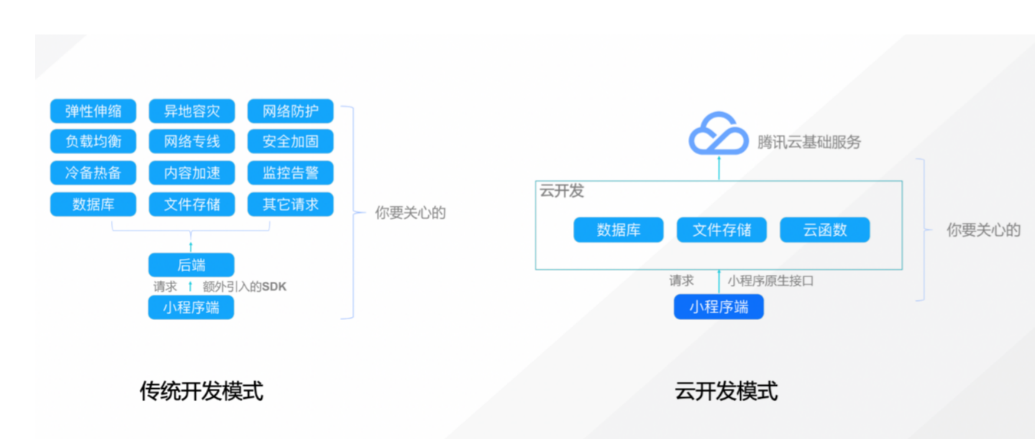 弹性伸缩 异地容灾 网络防护
负载均衡 网络专线 安全加固
冷备热备 内容加速 监控告警
数据库 文件存储 其它请求
你要关心的
后端
请求 额外引入的SDK
小程序端
传统开发模式
腾讯云基础服务
云开发
数据库 文件存储 云函数
你要关心的
请求 小程序原生接口
小程序端
云开发模式